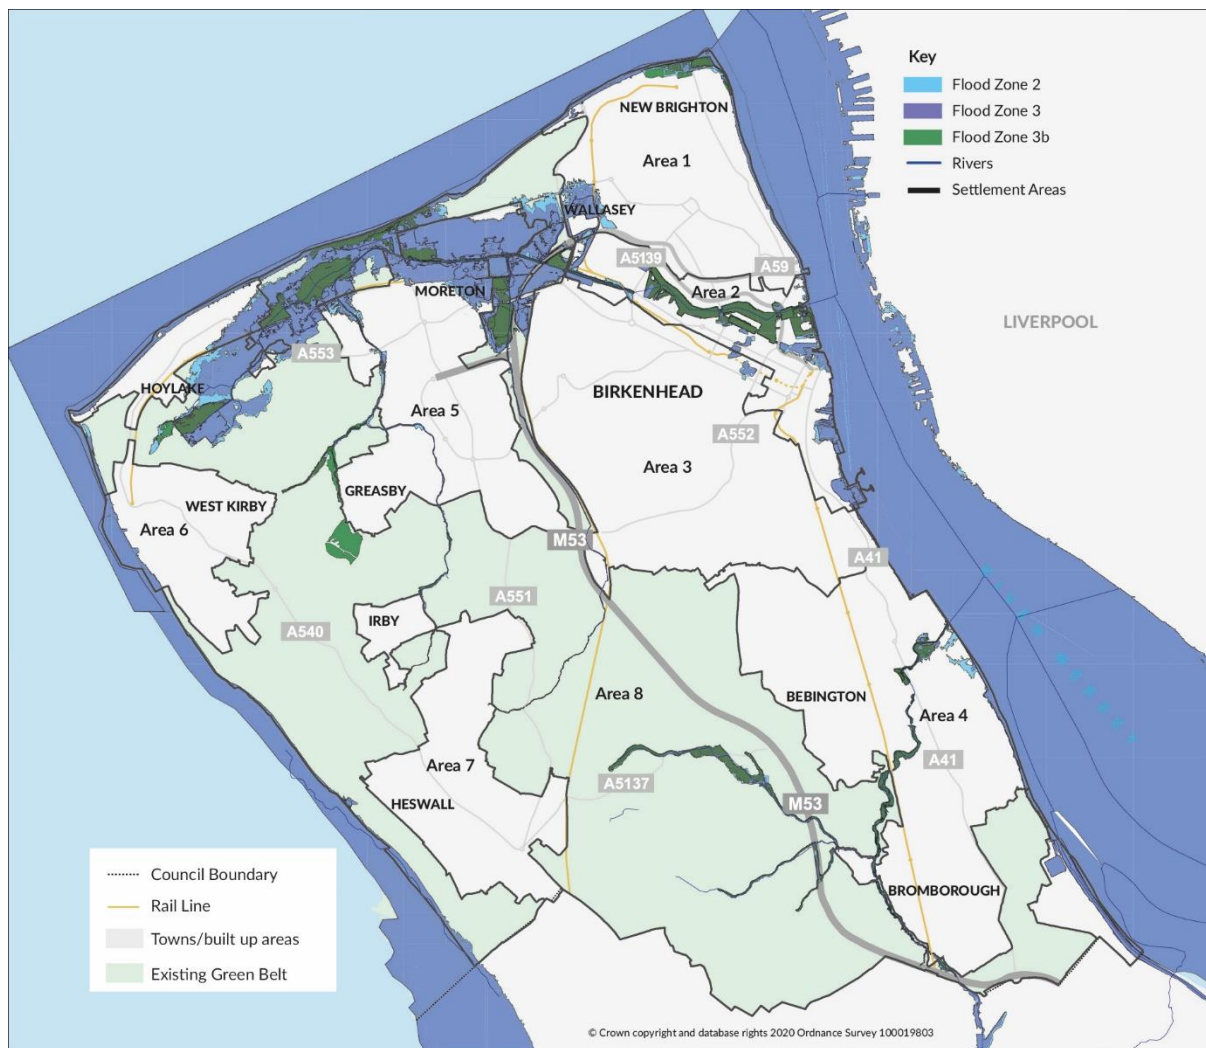 Key
Flood Zone 2
Flood Zone 3
Flood Zone 3b
Rivers
Settlement Areas
NEW BRIGHTON
Area 1
WALLASEY
A5139
A59
Area 2
MORETON
LIVERPOOL
A553
HOYLAKE
BIRKENHEAD
Area 5
A552
Area 3
GREASBY
WEST KIRBY
Area 6
M53
A41
A551
IRBY
A540
Area 8
BEBINGTON
Area 4
A41
Area 7
A5137
HESWALL
M53
BROMBOROUGH
Council Boundary
Rail Line
Towns/built up areas
Existing Green Belt
© Crown copyright and database rights 2020 Ordnance Survey 100019803